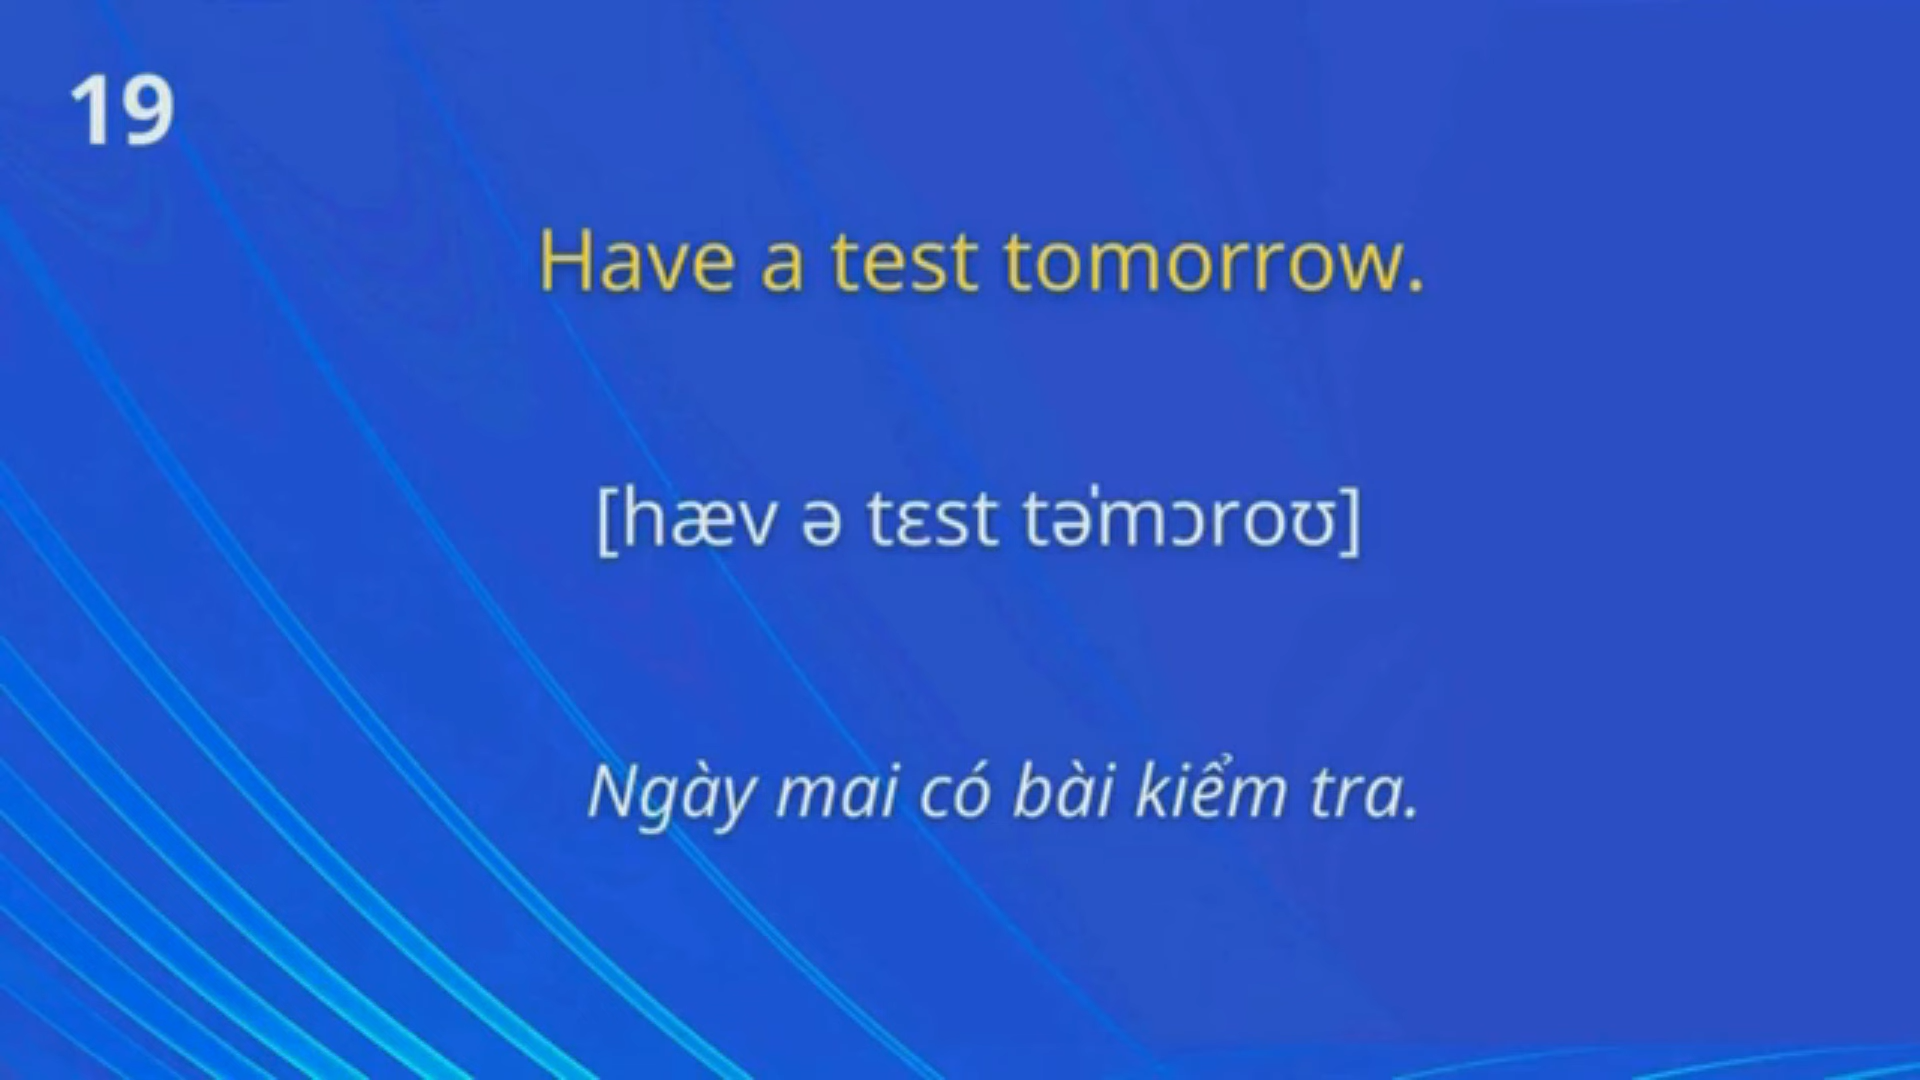 19
Have a test tomorrow.
[hæv ə tɛst təˈmɔroʊ]
Ngày mai có bài kiểm tra.